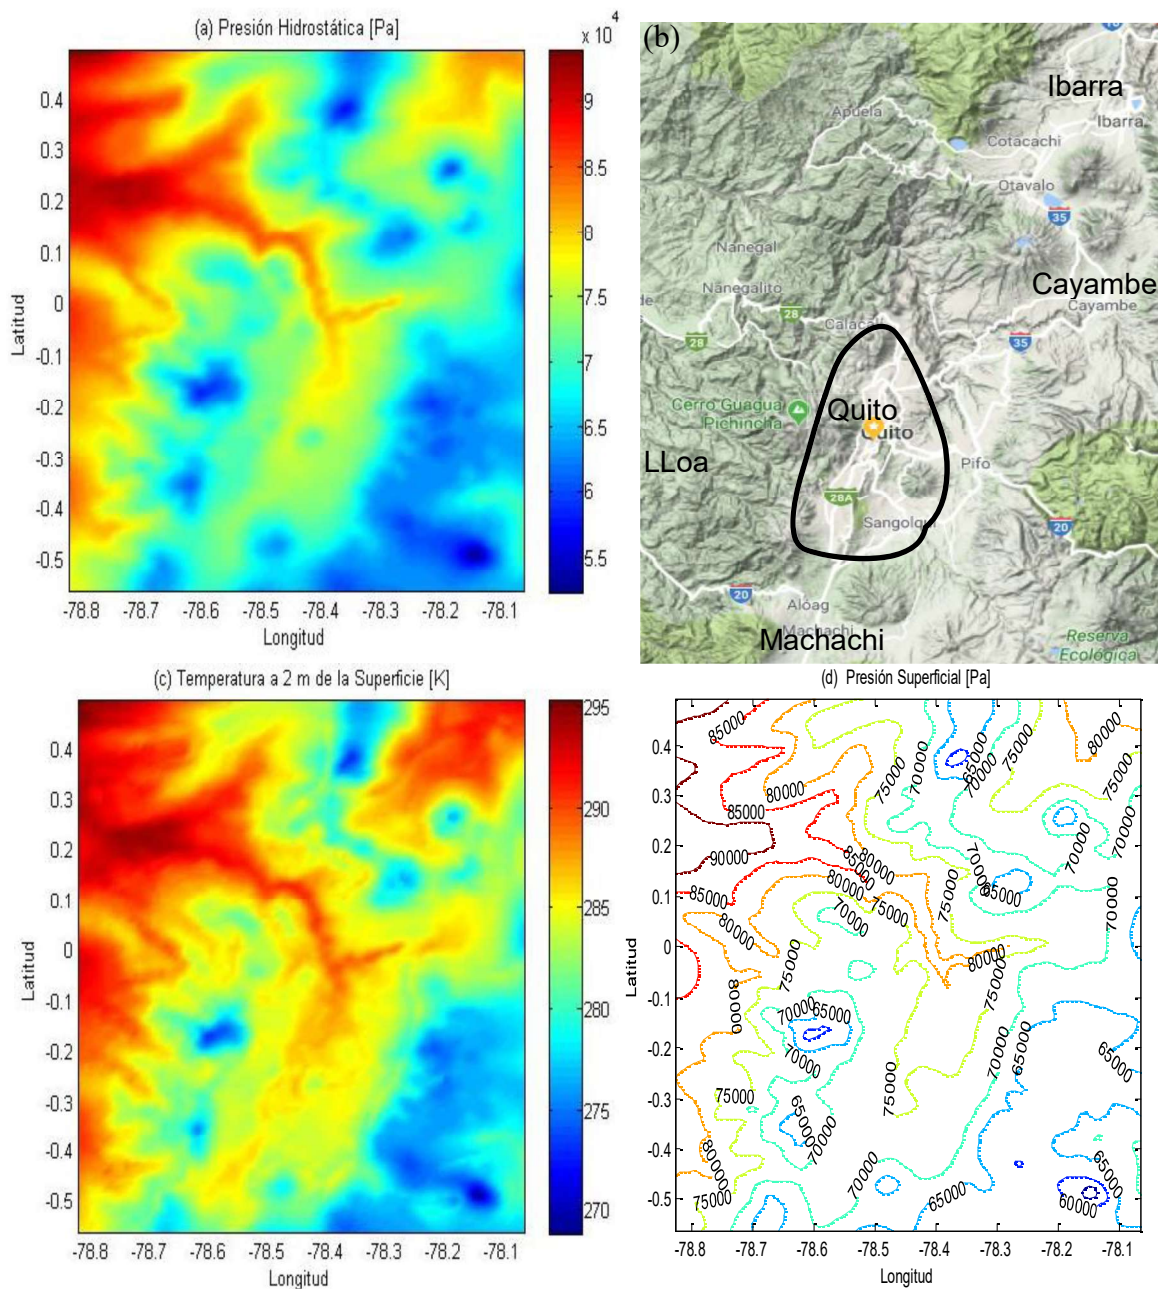 (a) Presión Hidrostática [Pa]
x 10^4
0.4
0.3
0.2
0.1
0
-0.1
-0.2
-0.3
-0.4
-0.5
Latitud
-78.8 -78.7 -78.6 -78.5 -78.4 -78.3 -78.2 -78.1
Longitud
9
8.5
8
7.5
7
6.5
6
5.5
(b)
10
Ibarra
Apuela
Ibarra
Cotacachi
Otavalo
35
Nanegal
Cayambe
Nanegalito
Cayambe
de
28
Calacalí
28
35
Cerro Guagua
Pichincha
Quito
Quito
LLoa
Pifo
28A
Sangolquí
20
20
Alóag
Machachi
Machachi
Reserva
Ecológica
(c) Temperatura a 2 m de la Superficie [K]
0.4
0.3
0.2
0.1
0
-0.1
-0.2
-0.3
-0.4
-0.5
Latitud
-78.8 -78.7 -78.6 -78.5 -78.4 -78.3 -78.2 -78.1
Longitud
295
290
285
280
275
270
(d) Presión Superficial [Pa]
0.4
0.3
0.2
0.1
0
-0.1
-0.2
-0.3
-0.4
-0.5
Latitud
-78.8 -78.7 -78.6 -78.5 -78.4 -78.3 -78.2 -78.1
Longitud
85000
80000
75000
70000
65000
70000
75000
80000
75000
85000
80000
90000
85000
80000
70000
70000
70000
65000
85000
80000
80000
75000
70000
75000
75000
80000
75000
70000
80000
70000
65000
70000
70000
65000
65000
75000
75000
65000
70000
80000
75000
70000
65000
65000
60000